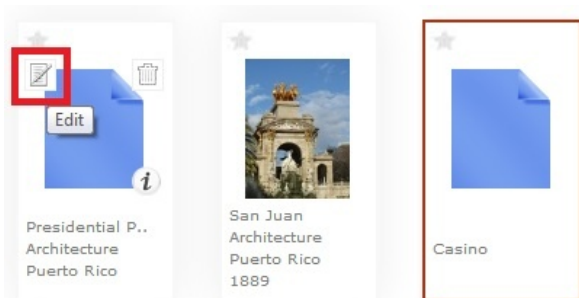 Edit
i
Presidential P..
Architecture
Puerto Rico
San Juan
Architecture
Puerto Rico
1889
Casino